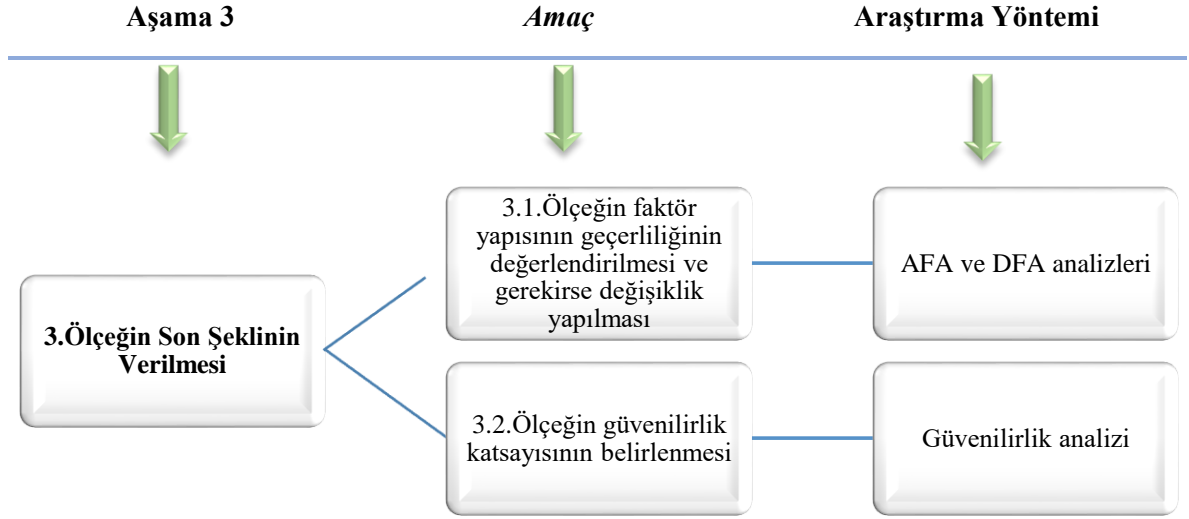 Aşama 3
Amaç
Araştırma Yöntemi
3.Ölçeğin Son Şeklinin
Verilmesi
3.1.Ölçeğin faktör
yapısının geçerliliğinin
değerlendirilmesi ve
gerekirse değişiklik
yapılması
AFA ve DFA analizleri
3.2.Ölçeğin güvenilirlik
katsayısının belirlenmesi
Güvenilirlik analizi